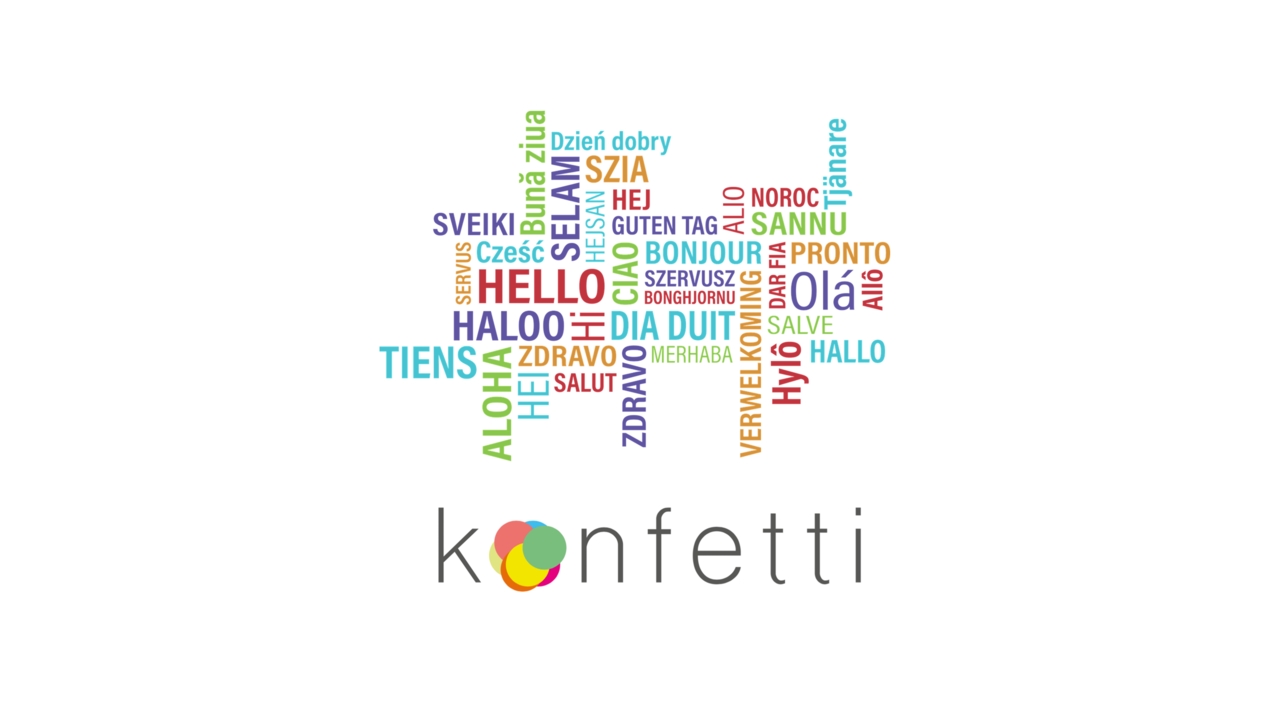 Bună ziua
Dzień dobry
Tjänare
SELAM
SZIA
HEJSAN
HEJ
ALIO
NOROC
SVEIKI
GUTEN TAG
SANNU
SERVUS
Cześć
CIAO
BONJOUR
DAR FIA
PRONTO
HELLO
SZERVUSZ
VERWELKOMING
Olá
Allô
BONGHJORNU
HALOO
Hi
DIA DUIT
SALVE
TIENS
ALOHA
ZDRAVO
ZDRAVO
MERHABA
Hylô
HALLO
HEI
SALUT
konfetti